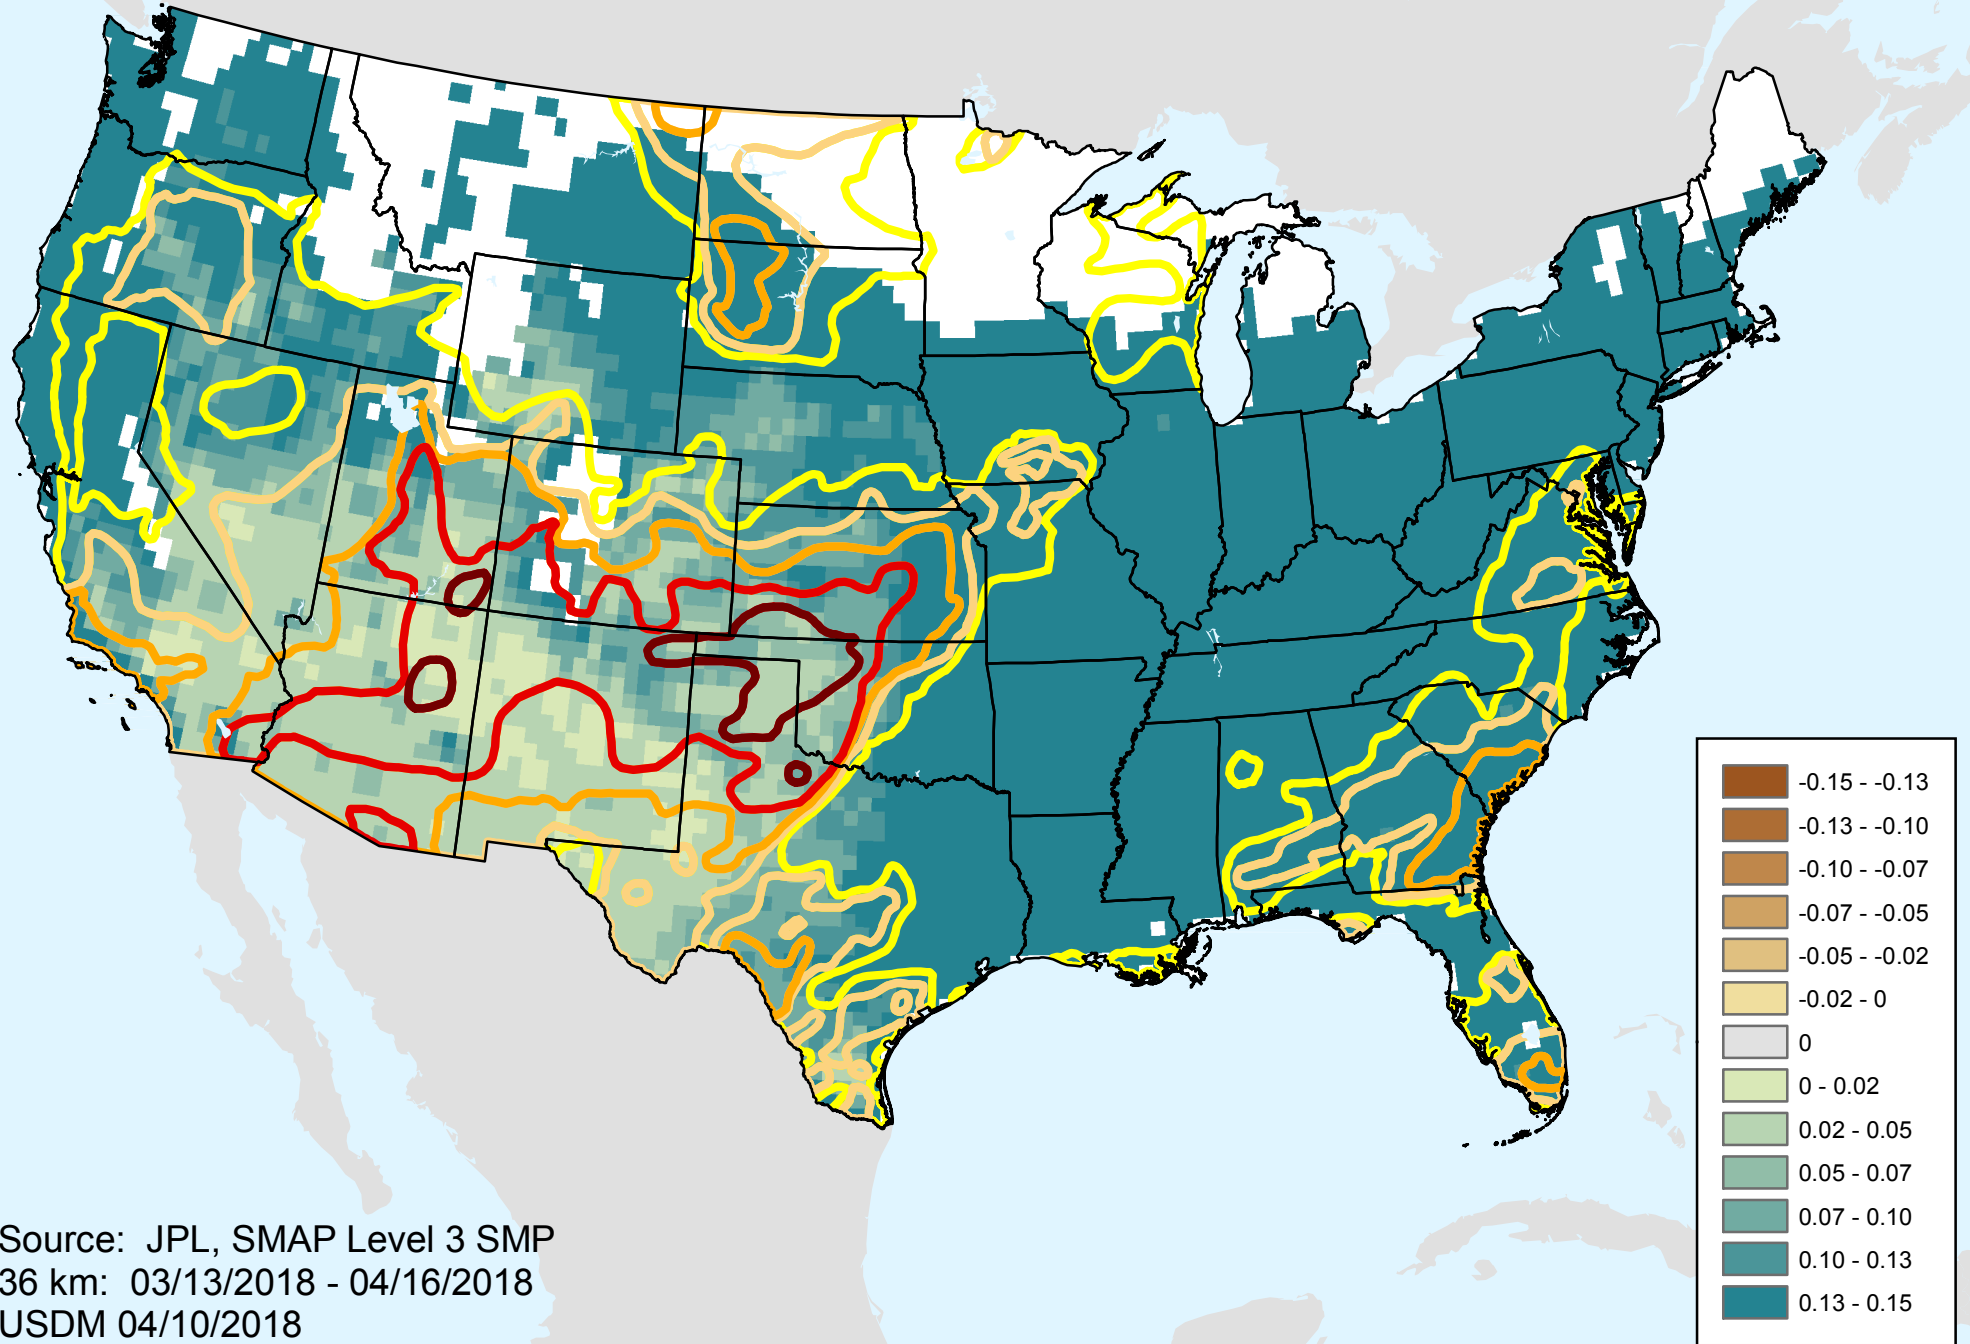 -0.15 - -0.13
-0.13 - -0.10
-0.10 - -0.07
-0.07 - -0.05
-0.05 - -0.02
-0.02 - 0
0
0 - 0.02
0.02 - 0.05
0.05 - 0.07
0.07 - 0.10
0.10 - 0.13
0.13 - 0.15
Source:  JPL, SMAP Level 3 SMP
36 km:  03/13/2018 - 04/16/2018
USDM 04/10/2018